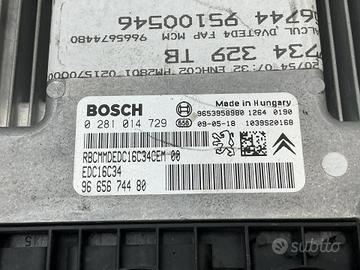 96744 95100546
CALCUL DV6TED4 FAP MCM 9665674480
734 329 TB
BOSCH
Made in Hungary
9653958980 1264 0190
0 281 014 729
09-05-18 1039S20168
RBCMMDEDC16C34CEM 00
EDC16C34
96 656 744 80
subito